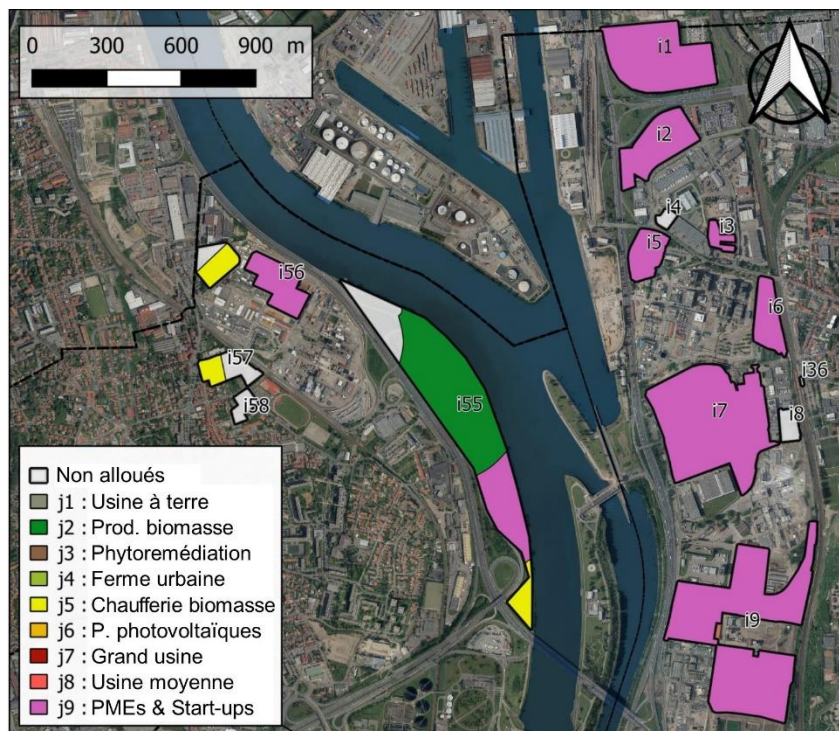 0 300 600 900 m
i1
i2
i4
i3
i5
i56
i6
i57
i36
i58
i55
i7
i8
Non alloués
j1 : Usine à terre
j2 : Prod. biomasse
j3 : Phytoremédiation
j4 : Ferme urbaine
j5 : Chaufferie biomasse
j6 : P. photovoltaïques
j7 : Grand usine
j8 : Usine moyenne
j9 : PMEs & Start-ups
i9